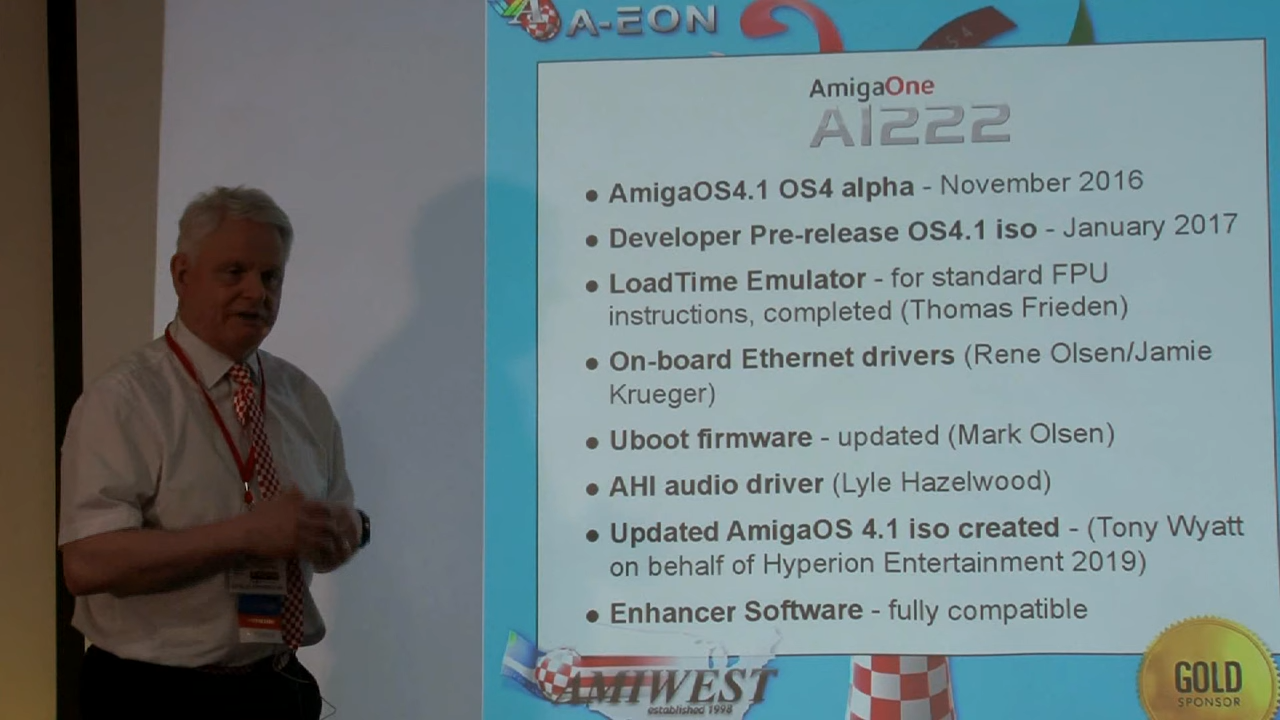 A-EON
AmigaOne
A1222
● AmigaOS4.1 OS4 alpha - November 2016
● Developer Pre-release OS4.1 iso - January 2017
● LoadTime Emulator - for standard FPU
instructions, completed (Thomas Frieden)
● On-board Ethernet drivers (Rene Olsen/Jamie
Krueger)
● Uboot firmware - updated (Mark Olsen)
● AHI audio driver (Lyle Hazelwood)
● Updated AmigaOS 4.1 iso created - (Tony Wyatt
on behalf of Hyperion Entertainment 2019)
● Enhancer Software - fully compatible
AMIWEST
established 1998
GOLD
SPONSOR